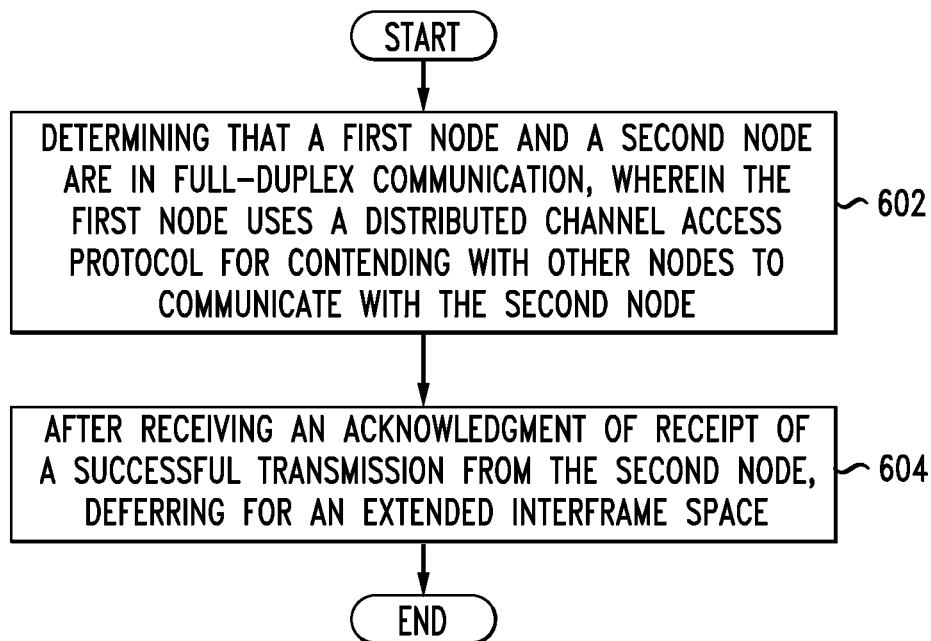 START
DETERMINING THAT A FIRST NODE AND A SECOND NODE
ARE IN FULL-DUPLEX COMMUNICATION, WHEREIN THE
FIRST NODE USES A DISTRIBUTED CHANNEL ACCESS
PROTOCOL FOR CONTENDING WITH OTHER NODES TO
COMMUNICATE WITH THE SECOND NODE
602
AFTER RECEIVING AN ACKNOWLEDGMENT OF RECEIPT OF
A SUCCESSFUL TRANSMISSION FROM THE SECOND NODE,
DEFERRING FOR AN EXTENDED INTERFRAME SPACE
604
END